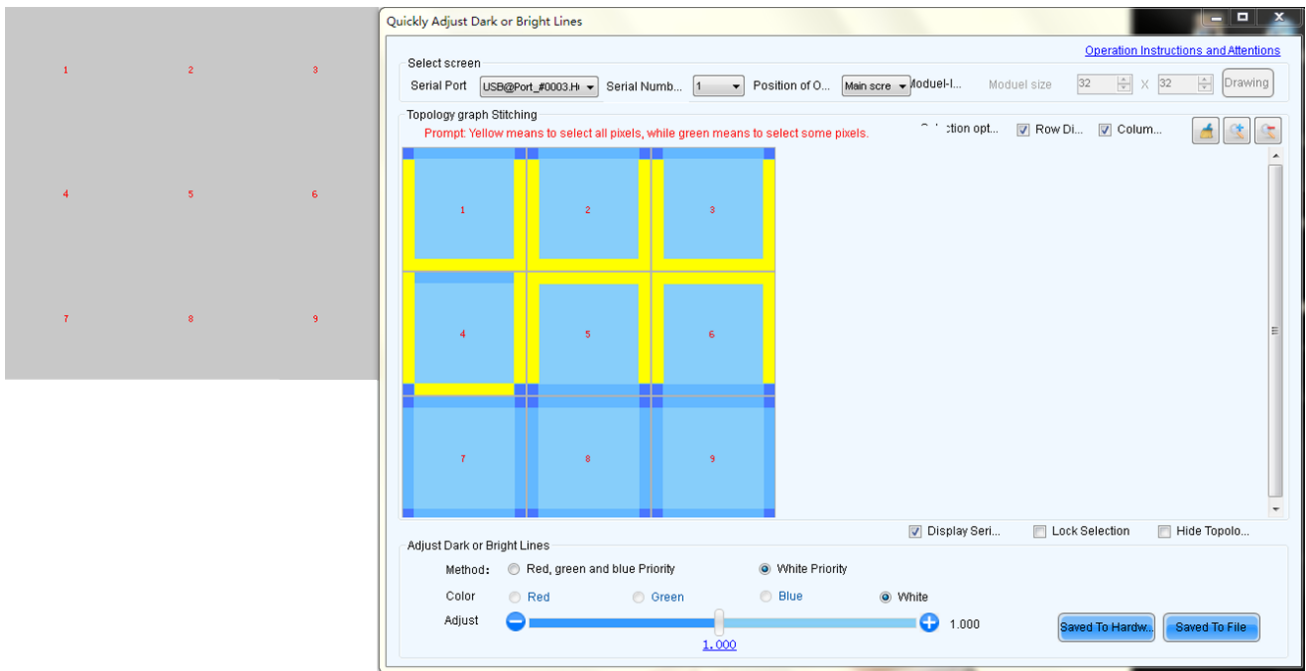 1 2 3
4 5 6
7 8 9
Quickly Adjust Dark or Bright Lines
Operation Instructions and Attentions
Select screen
Serial Port USB@Port_#0003.H Serial Numb... 1 Position of O... Main scre Moduel-I... Moduel size 32 X 32 Drawing
Topology graph Stitching
Prompt: Yellow means to select all pixels, while green means to select some pixels.
ction opt... Row Di... Colum...
1 2 3
4 5 6
7 8 9
Display Seri... Lock Selection Hide Topolo...
Adjust Dark or Bright Lines
Method: Red, green and blue Priority White Priority
Color Red Green Blue White
Adjust 1.000
1.000
Saved To Hardw... Saved To File